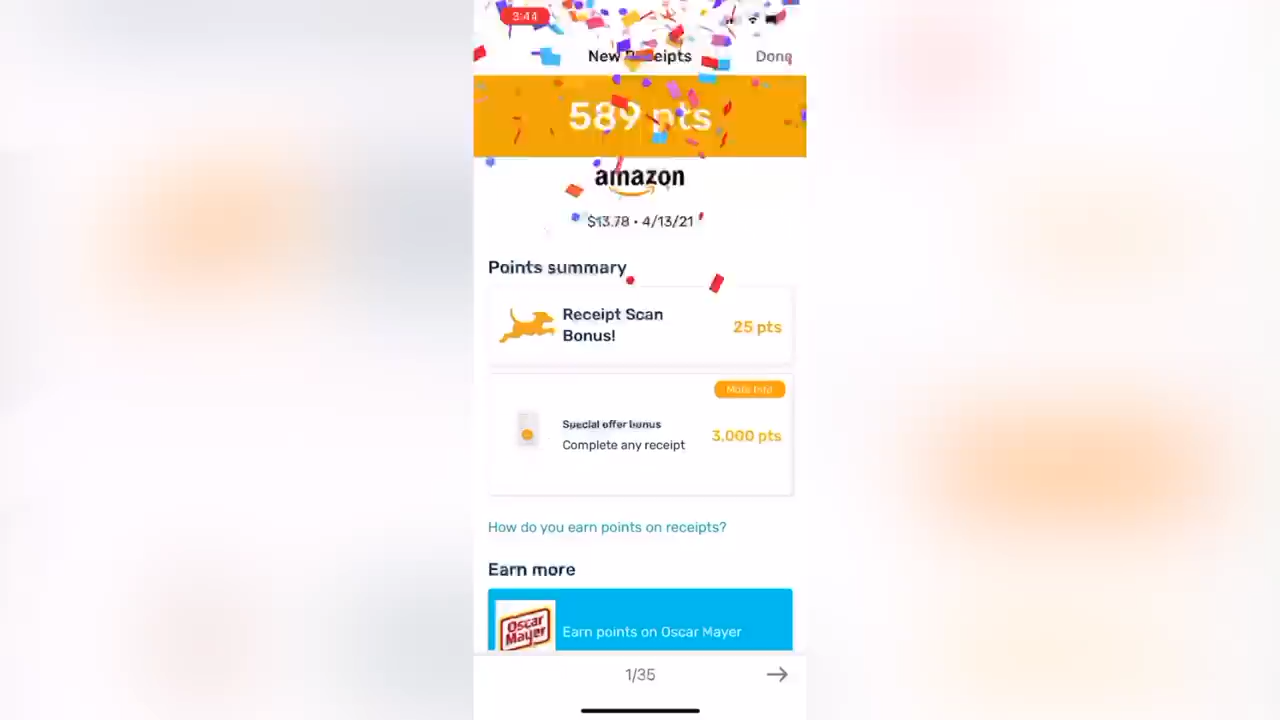 3:44
New Receipts
Done
589 pts
amazon
$13.78 • 4/13/21
Points summary
Receipt Scan
Bonus!
25 pts
More Info
Special offer bonus
Complete any receipt
3,000 pts
How do you earn points on receipts?
Earn more
Oscar
Mayer
Earn points on Oscar Mayer
1/35